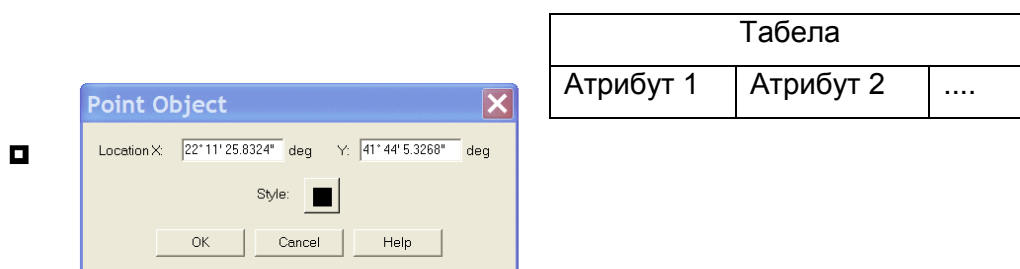 Табела
Атрибут 1 Атрибут 2 ....
Point Object
Location X: 22° 11' 25.8324" deg Y: 41° 44' 5.3268" deg
Style:
OK Cancel Help